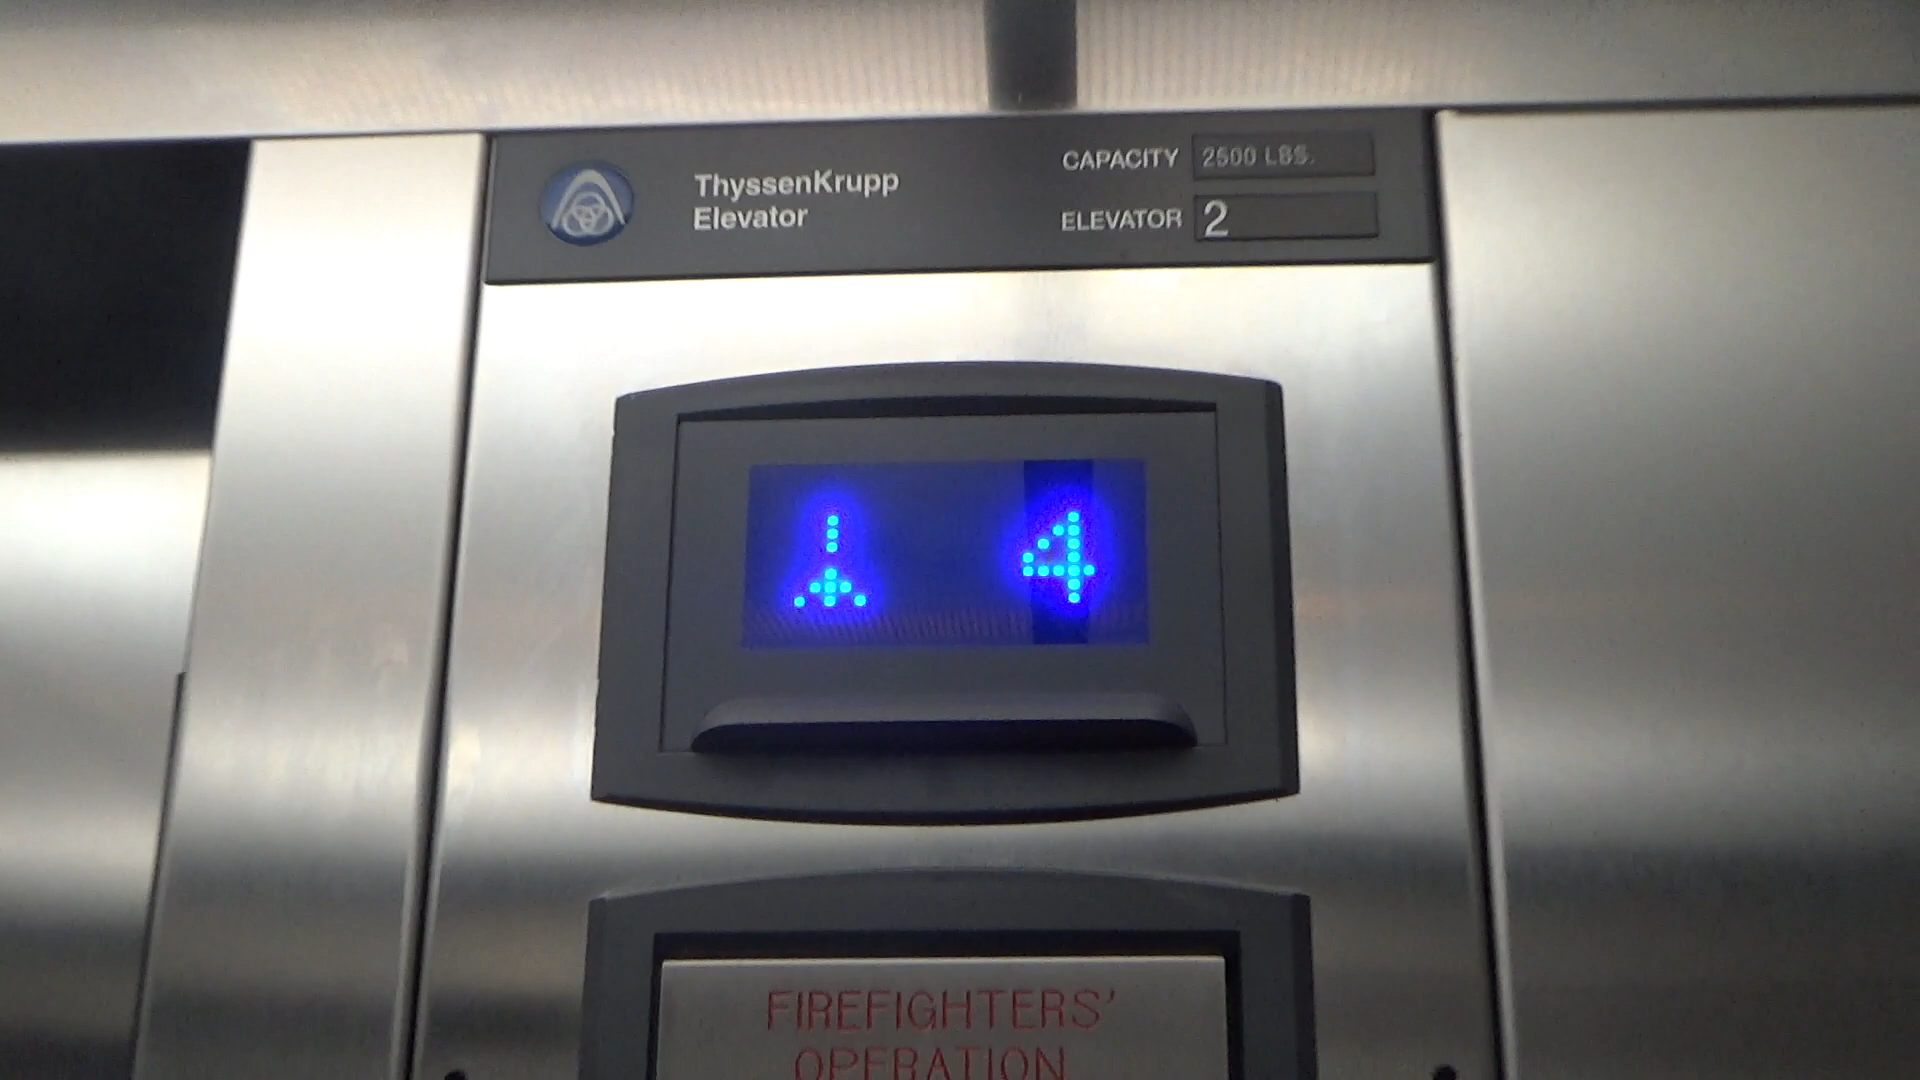 ThyssenKrupp
Elevator
CAPACITY 2500 LBS.
ELEVATOR 2
4
FIREFIGHTERS'
OPERATION